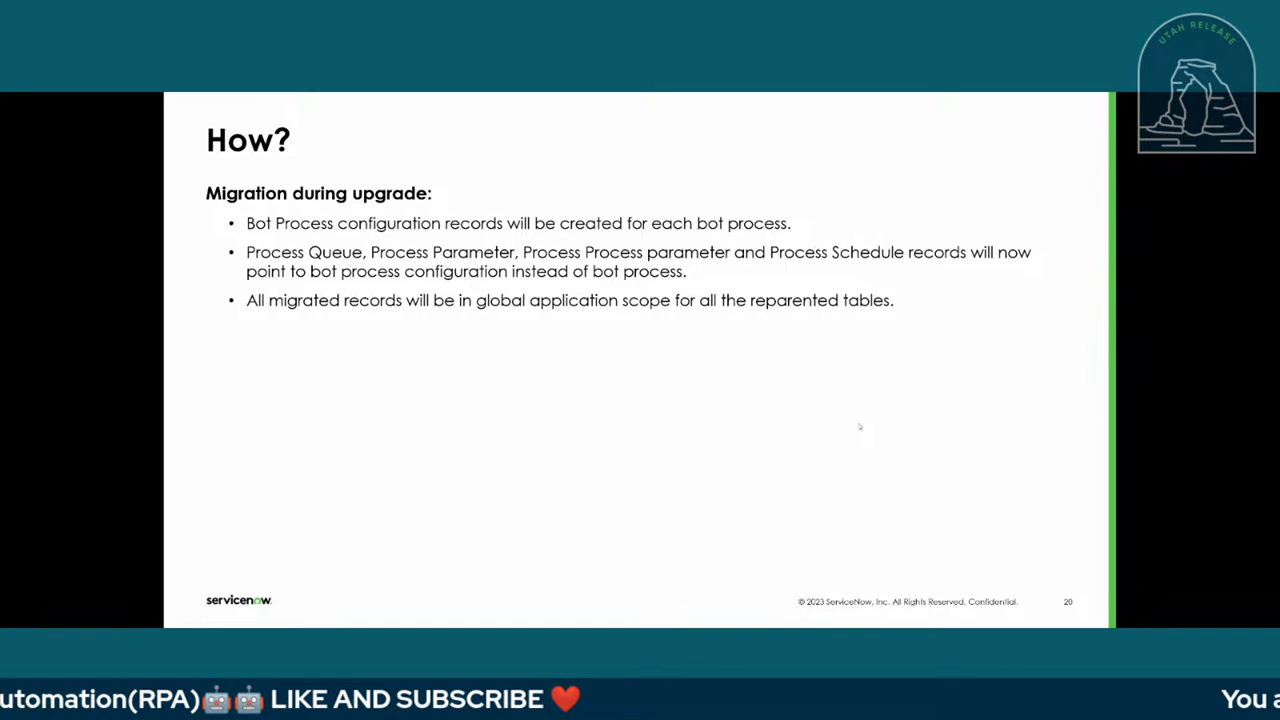 UTAH RELEASE
How?
Migration during upgrade:
• Bot Process configuration records will be created for each bot process.
• Process Queue, Process Parameter, Process Process parameter and Process Schedule records will now
point to bot process configuration instead of bot process.
• All migrated records will be in global application scope for all the reparented tables.
servicenow
© 2023 ServiceNow, Inc. All Rights Reserved. Confidential.
20
utomation(RPA)🤖🤖 LIKE AND SUBSCRIBE ❤️
You a